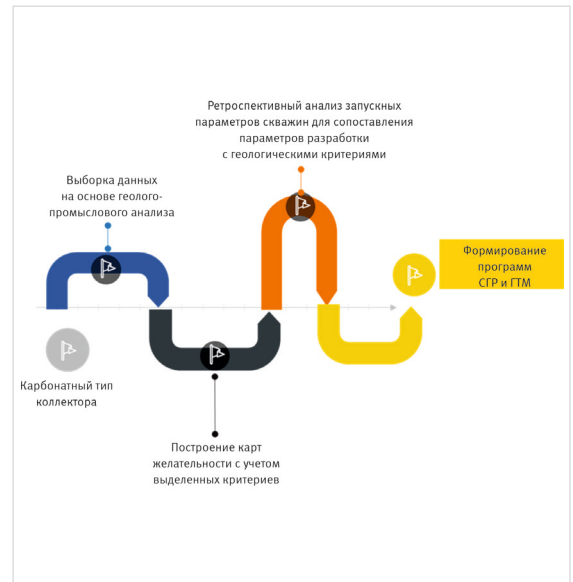 Ретроспективный анализ запускных
параметров скважин для сопоставления
параметров разработки
с геологическими критериями
Выборка данных
на основе геолого-
промыслового анализа
Формирование
программ
СГР и ГТМ
Карбонатный тип
коллектора
Построение карт
желательности с учетом
выделенных критериев